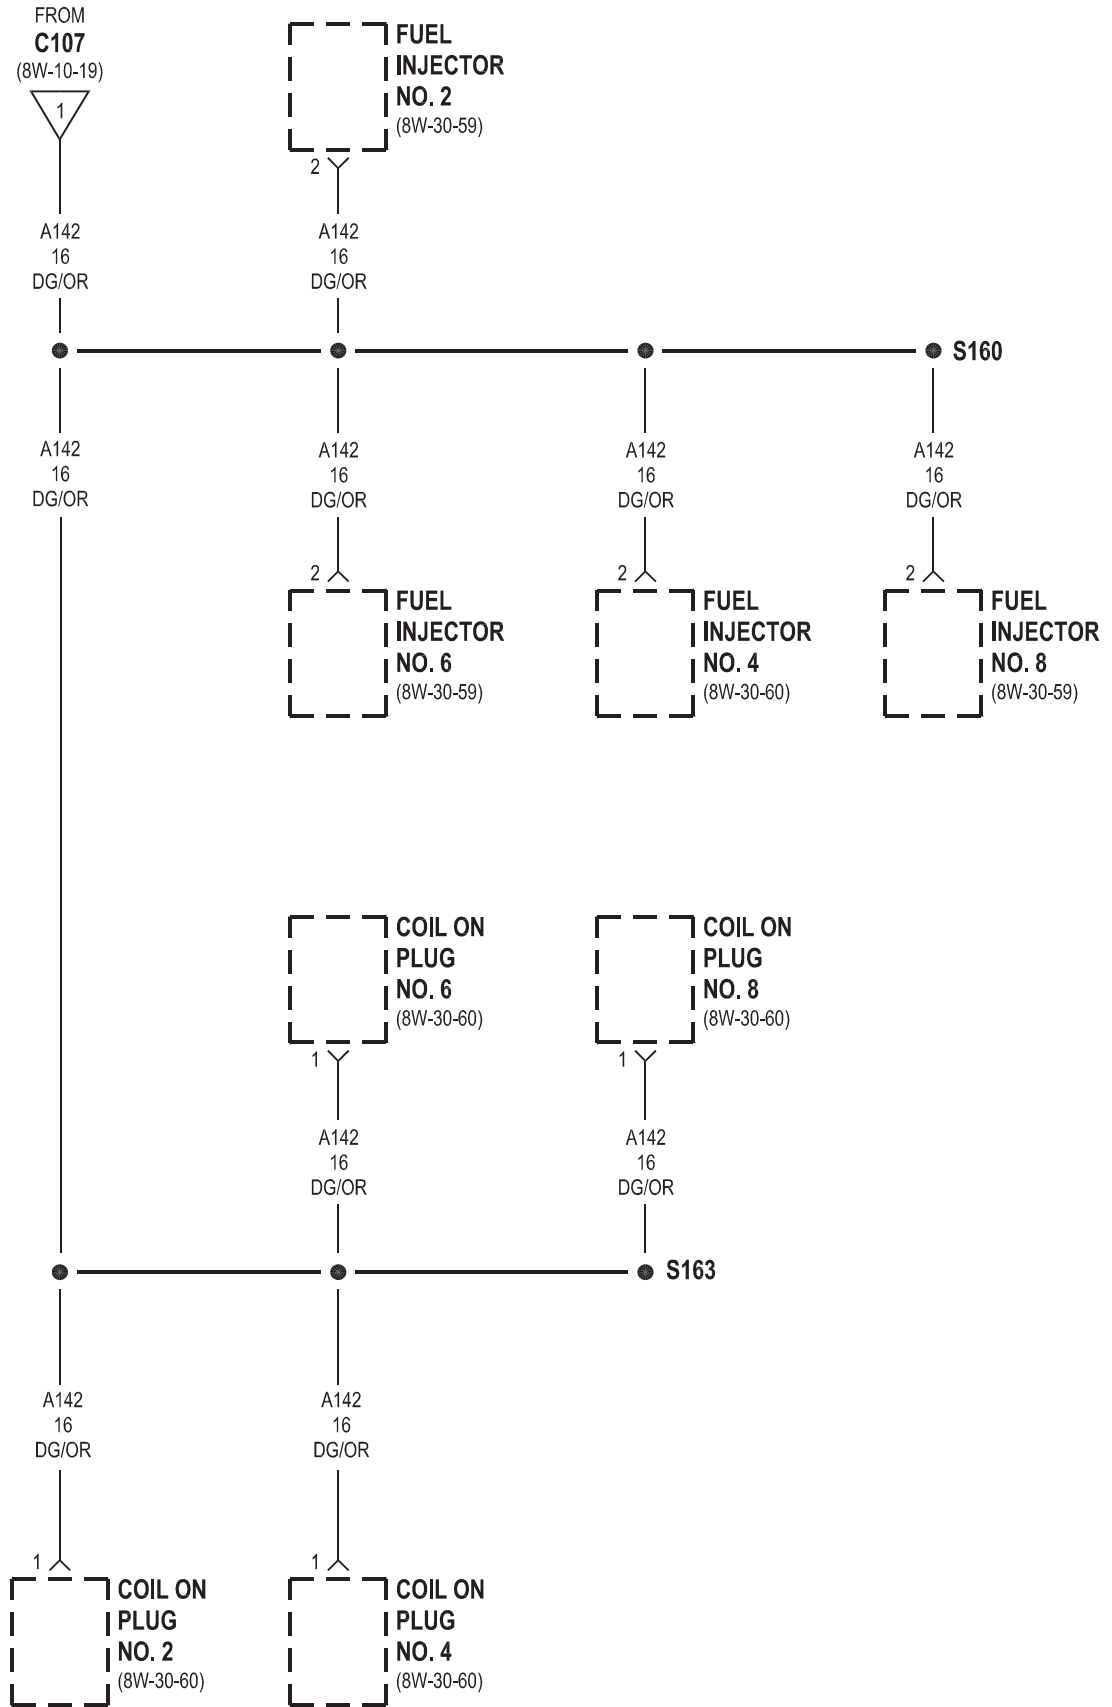 FROM
C107
(8W-10-19)
1
FUEL
INJECTOR
NO. 2
(8W-30-59)
2
A142
16
DG/OR
A142
16
DG/OR
S160
A142
16
DG/OR
A142
16
DG/OR
A142
16
DG/OR
A142
16
DG/OR
2
FUEL
INJECTOR
NO. 6
(8W-30-59)
2
FUEL
INJECTOR
NO. 4
(8W-30-60)
2
FUEL
INJECTOR
NO. 8
(8W-30-59)
COIL ON
PLUG
NO. 6
(8W-30-60)
1
COIL ON
PLUG
NO. 8
(8W-30-60)
1
A142
16
DG/OR
A142
16
DG/OR
S163
A142
16
DG/OR
A142
16
DG/OR
1
COIL ON
PLUG
NO. 2
(8W-30-60)
1
COIL ON
PLUG
NO. 4
(8W-30-60)